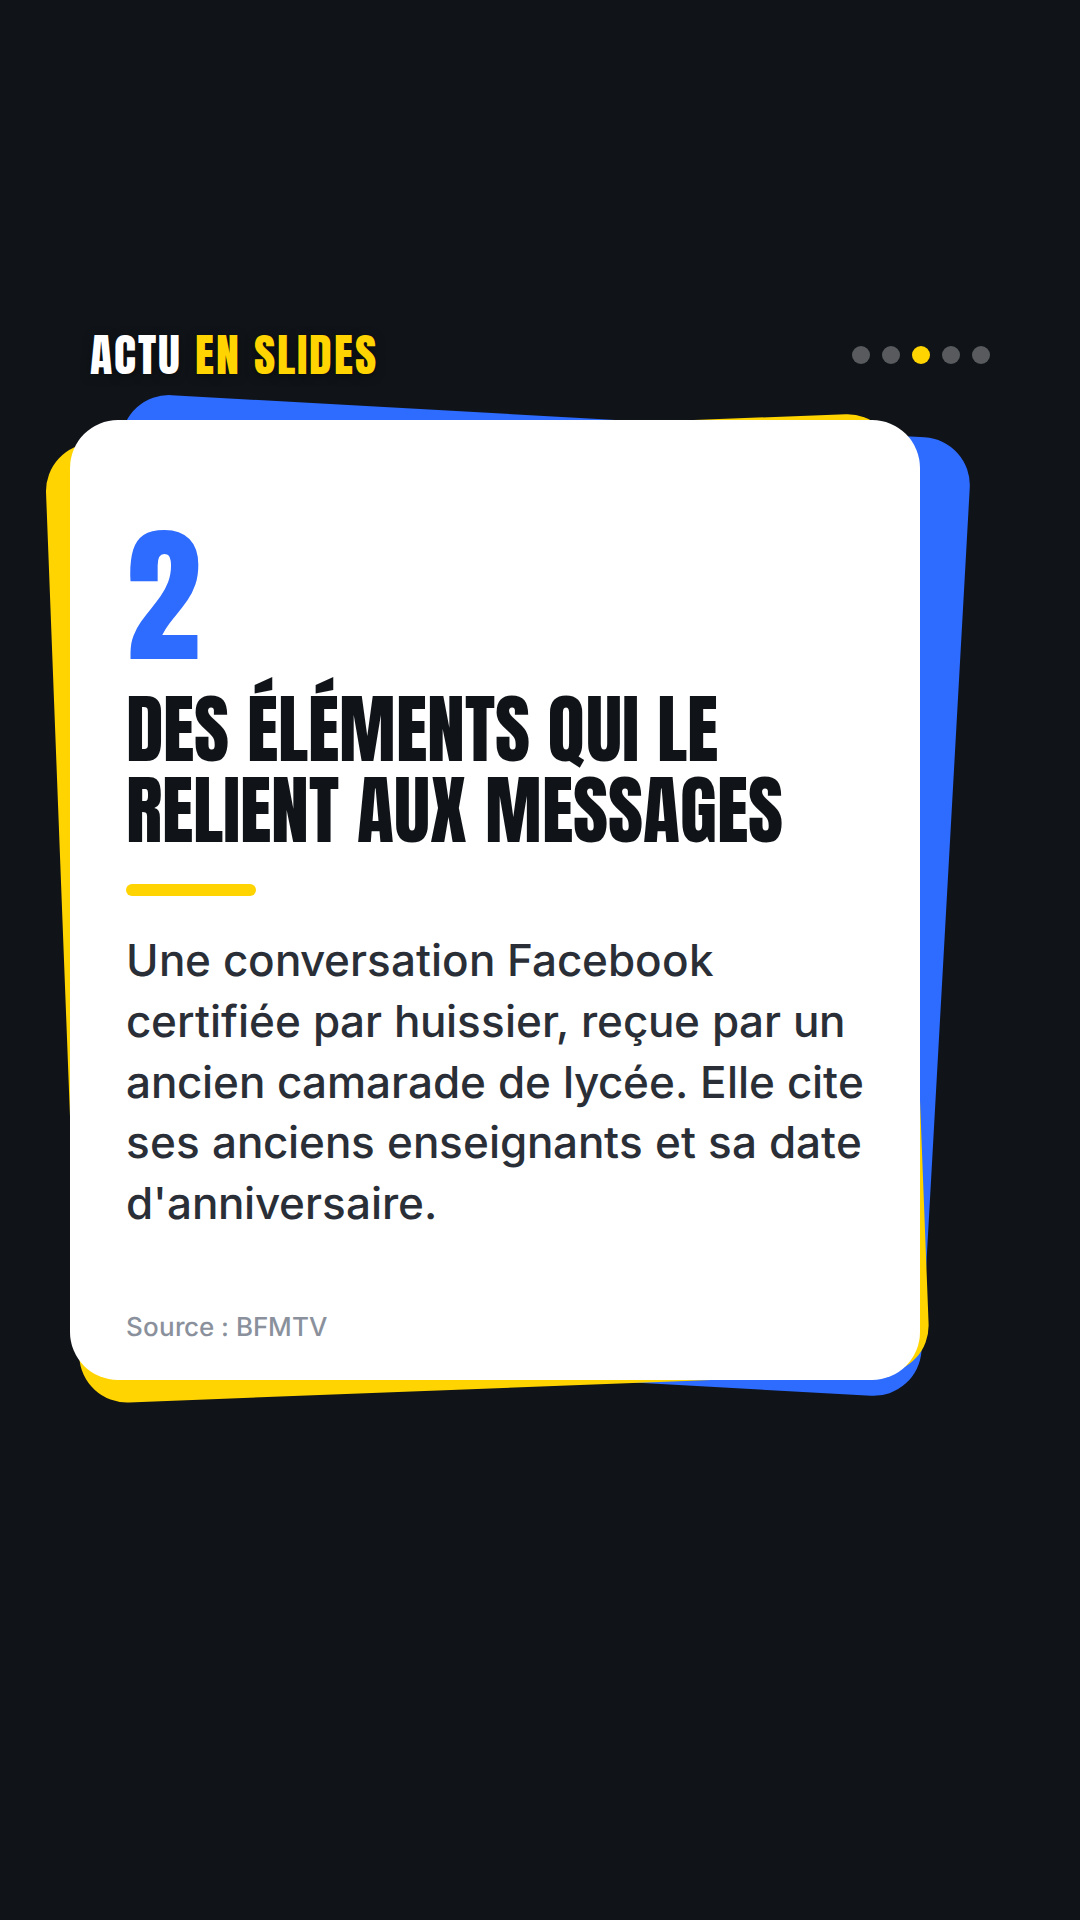 ACTU EN SLIDES
2
DES ÉLÉMENTS QUI LE
RELIENT AUX MESSAGES
Une conversation Facebook
certifiée par huissier, reçue par un
ancien camarade de lycée. Elle cite
ses anciens enseignants et sa date
d'anniversaire.
Source : BFMTV